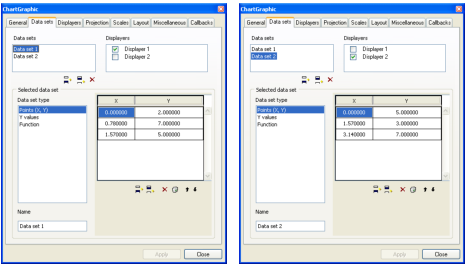 ChartGraphic
General Data sets Displayers Projection Scales Layout Miscellaneous Callbacks
Data sets
Data set 1
Data set 2
Displayers
Displayer 1
Displayer 2
Selected data set
Data set type
Points (X, Y)
Y values
Function
X Y
0.000000 2.000000
0.780000 7.000000
1.570000 5.000000
Name
Data set 1
Apply Close
ChartGraphic
General Data sets Displayers Projection Scales Layout Miscellaneous Callbacks
Data sets
Data set 1
Data set 2
Displayers
Displayer 1
Displayer 2
Selected data set
Data set type
Points (X, Y)
Y values
Function
X Y
0.000000 5.000000
1.570000 3.000000
3.140000 7.000000
Name
Data set 2
Apply Close